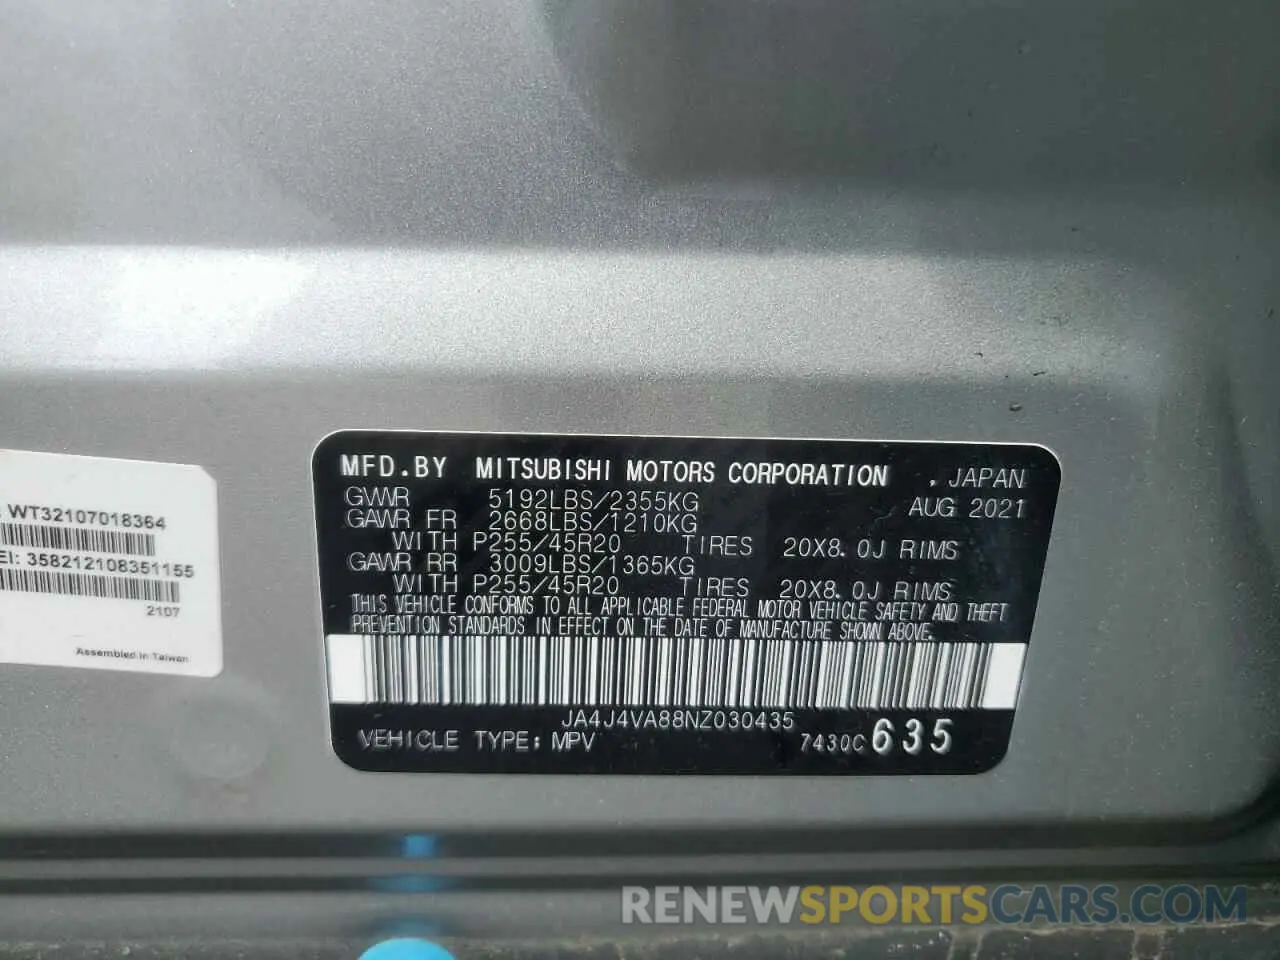 MFD.BY MITSUBISHI MOTORS CORPORATION , JAPAN
GVWR 5192LBS/2355KG AUG 2021
GAWR FR 2668LBS/1210KG
WITH P255/45R20 TIRES 20X8.0J RIMS
GAWR RR 3009LBS/1365KG
WITH P255/45R20 TIRES 20X8.0J RIMS
THIS VEHICLE CONFORMS TO ALL APPLICABLE FEDERAL MOTOR VEHICLE SAFETY AND THEFT
PREVENTION STANDARDS IN EFFECT ON THE DATE OF MANUFACTURE SHOWN ABOVE.
JA4J4VA88NZ030435
VEHICLE TYPE: MPV 7430C 635
WT32107018364
EI: 358212108351155
2107
Assembled in Taiwan
RENEWSPORTSCARS.COM